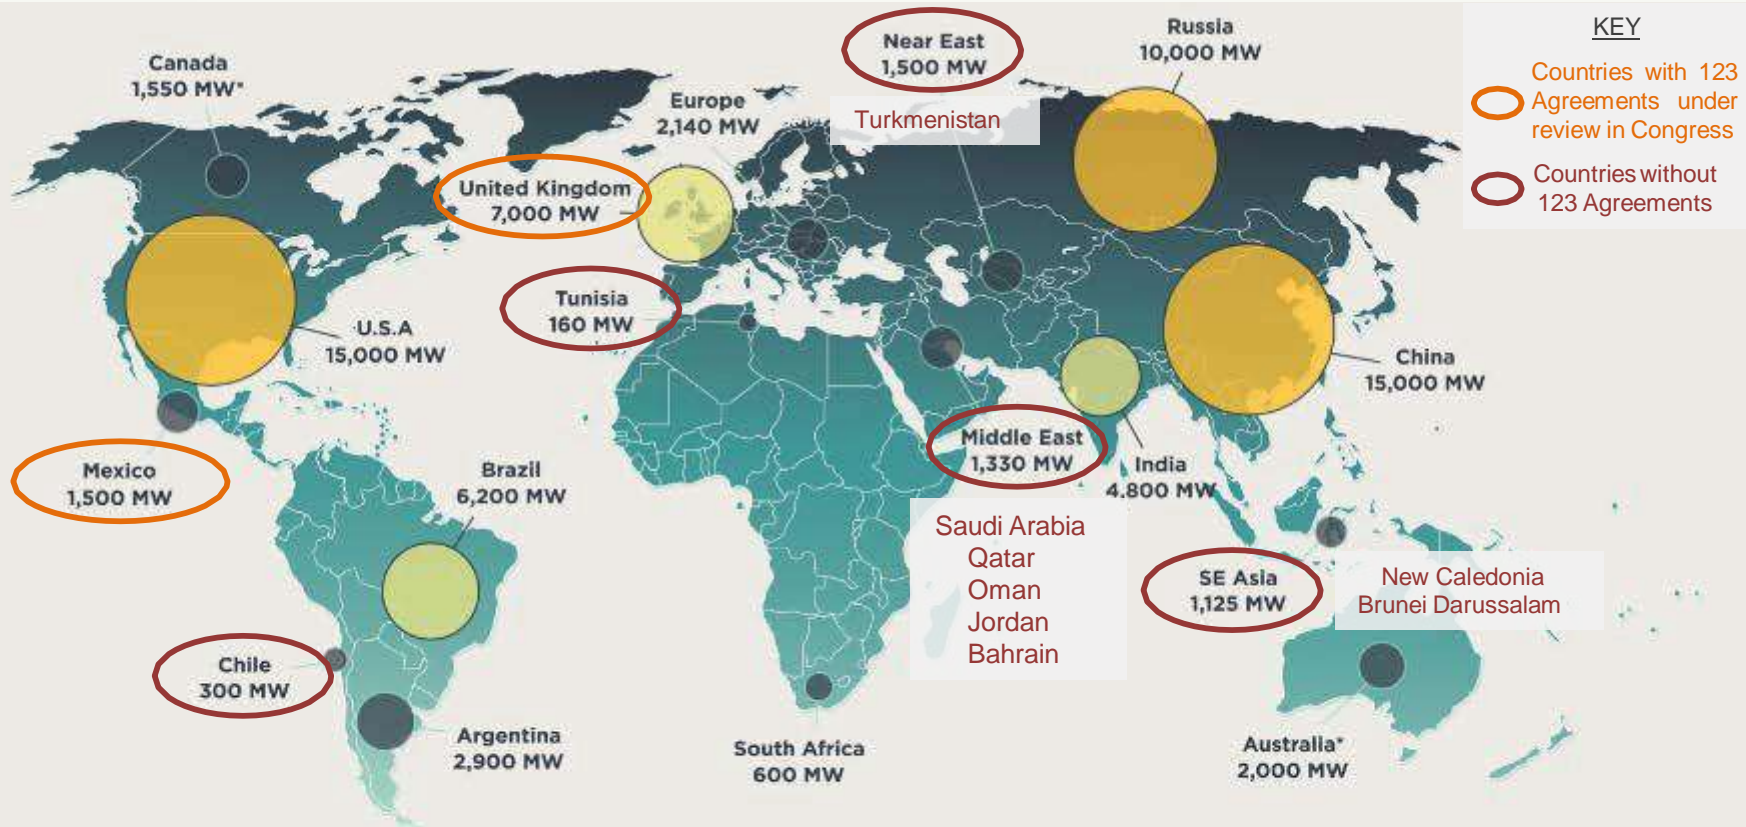 Canada
1,550 MW*
Near East
1,500 MW
Turkmenistan
Russia
10,000 MW
KEY
Countries with 123
Agreements under
review in Congress
Countries without
123 Agreements
Europe
2,140 MW
United Kingdom
7,000 MW
Tunisia
160 MW
U.S.A
15,000 MW
China
15,000 MW
Mexico
1,500 MW
Brazil
6,200 MW
Middle East
1,330 MW
India
4,800 MW
Saudi Arabia
Qatar
Oman
Jordan
Bahrain
SE Asia
1,125 MW
New Caledonia
Brunei Darussalam
Chile
300 MW
Argentina
2,900 MW
South Africa
600 MW
Australia*
2,000 MW